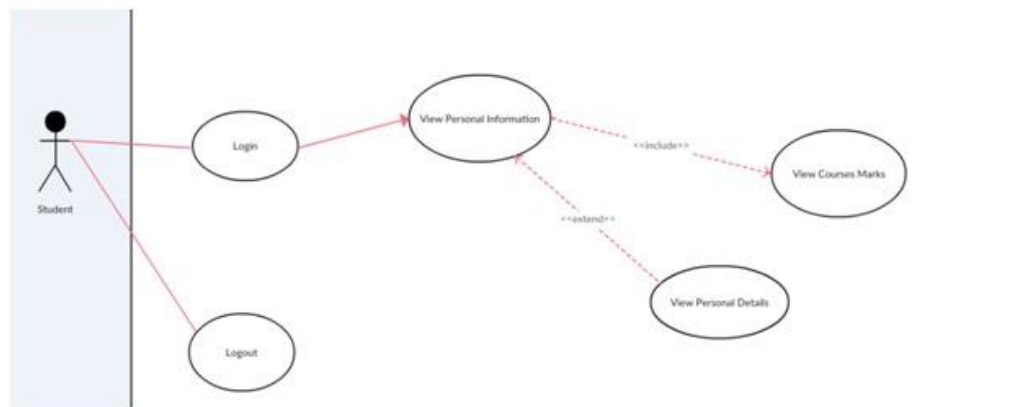 View Personal Information
Login
<<include>>
View Courses Marks
Student
<<extend>>
View Personal Details
Logout